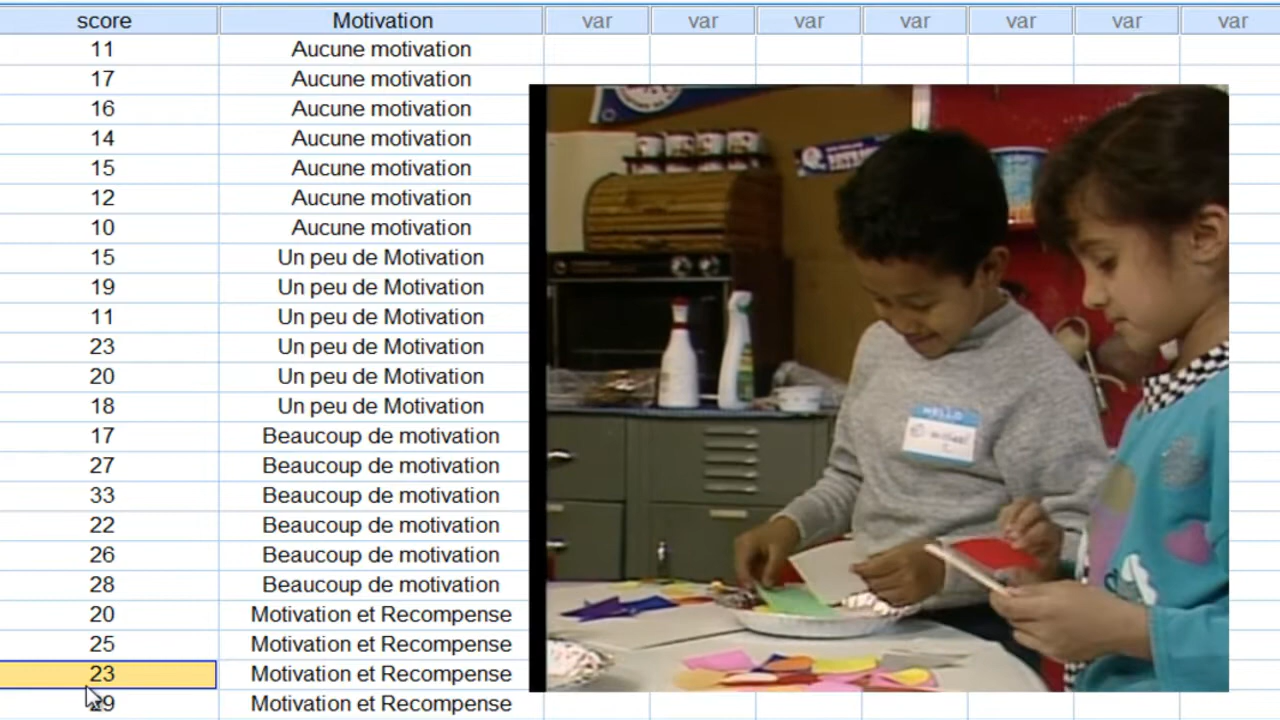 score Motivation var var var var var var var
11 Aucune motivation
17 Aucune motivation
16 Aucune motivation
14 Aucune motivation
15 Aucune motivation
12 Aucune motivation
10 Aucune motivation
15 Un peu de Motivation
19 Un peu de Motivation
11 Un peu de Motivation
23 Un peu de Motivation
20 Un peu de Motivation
18 Un peu de Motivation
17 Beaucoup de motivation
27 Beaucoup de motivation
33 Beaucoup de motivation
22 Beaucoup de motivation
26 Beaucoup de motivation
28 Beaucoup de motivation
20 Motivation et Recompense
25 Motivation et Recompense
23 Motivation et Recompense
29 Motivation et Recompense
HELLO